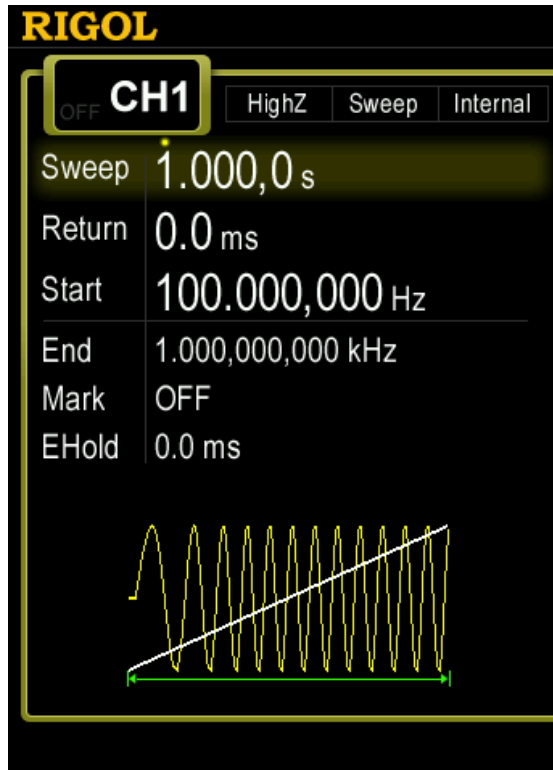 RIGOL
OFF CH1 HighZ Sweep Internal
Sweep 1.000,0 s
Return 0.0 ms
Start 100.000,000 Hz
End 1.000,000,000 kHz
Mark OFF
EHold 0.0 ms